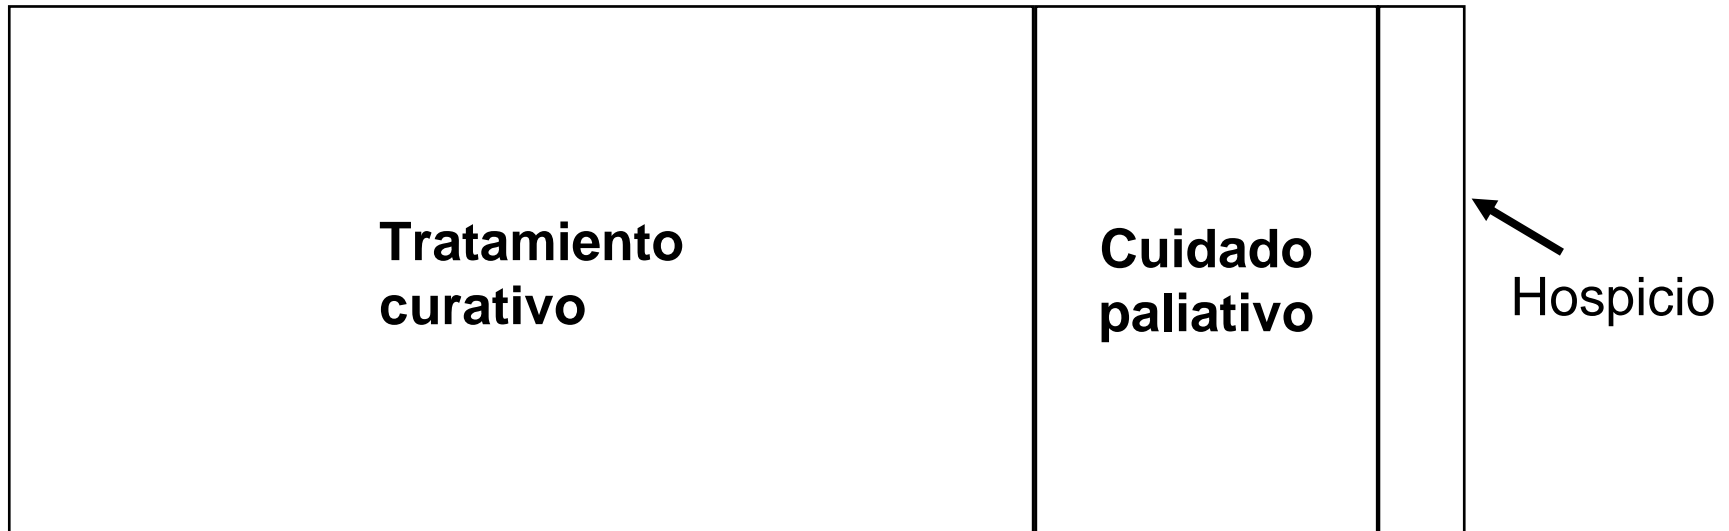 Tratamiento
curativo
Cuidado
paliativo
Hospicio